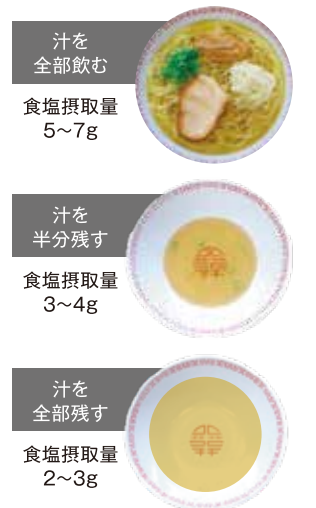 汁を
全部飲む
食塩摂取量
5~7g
汁を
半分残す
食塩摂取量
3~4g
汁を
全部残す
食塩摂取量
2~3g